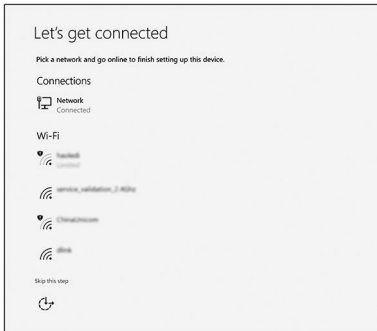 Let's get connected
Pick a network and go online to finish setting up this device.
Connections
Network
Connected
Wi-Fi
Limited
service_validation_2.4Ghz
ChinaUnicom
dlink
Skip this step